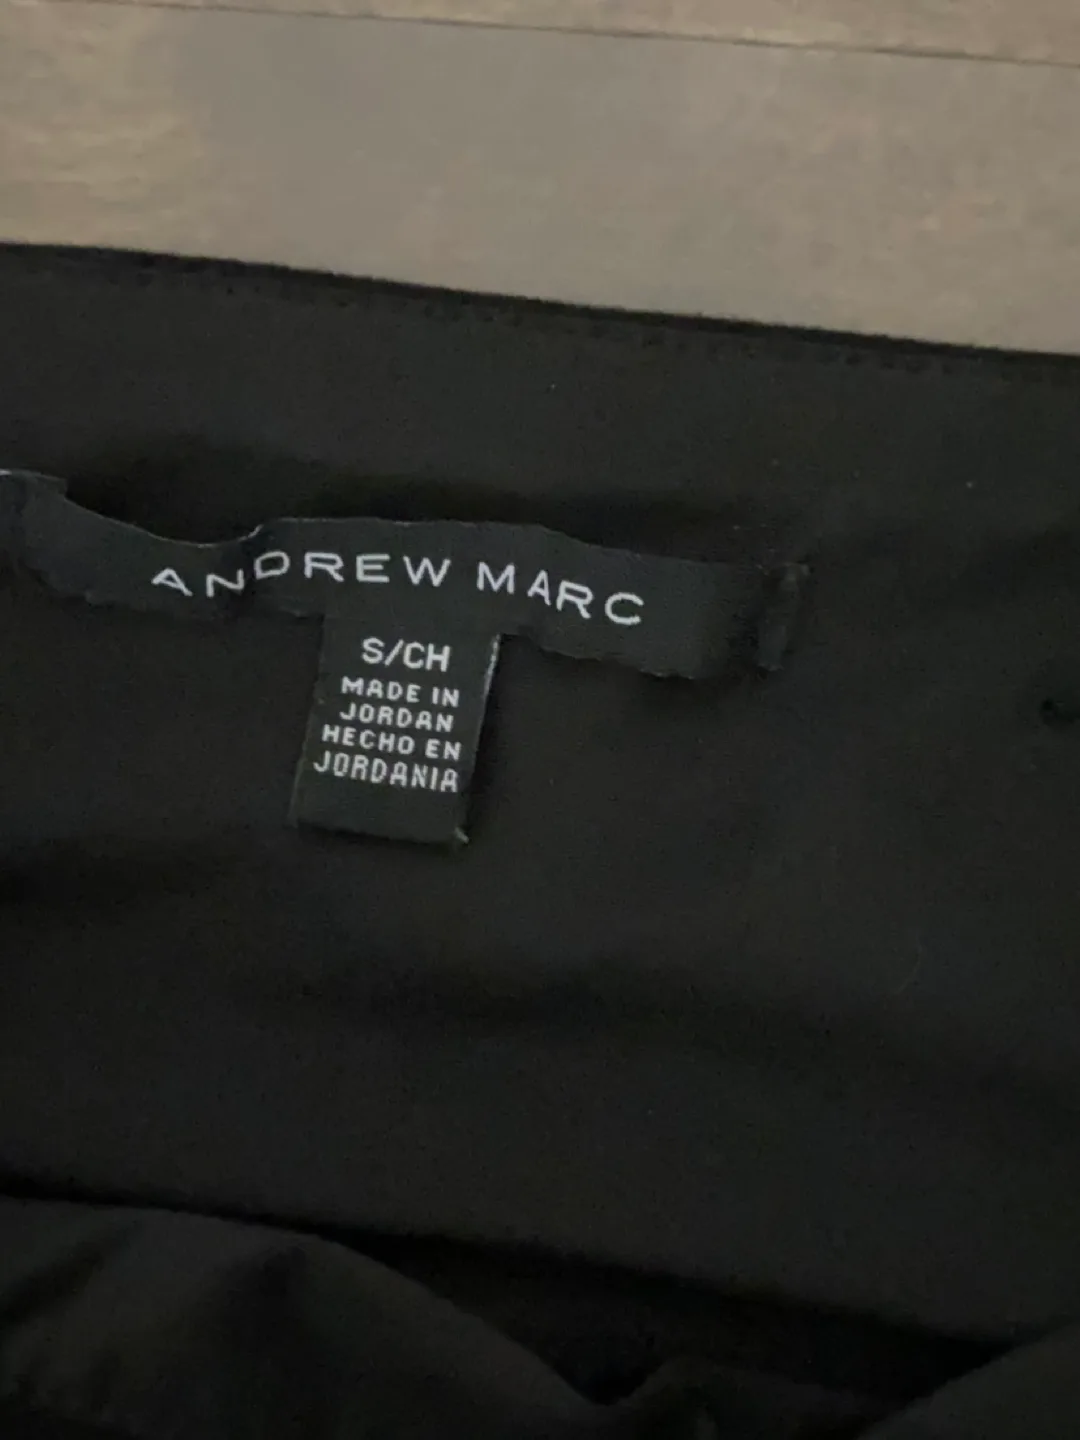 ANDREW MARC
S/CH
MADE IN
JORDAN
HECHO EN
JORDANIA